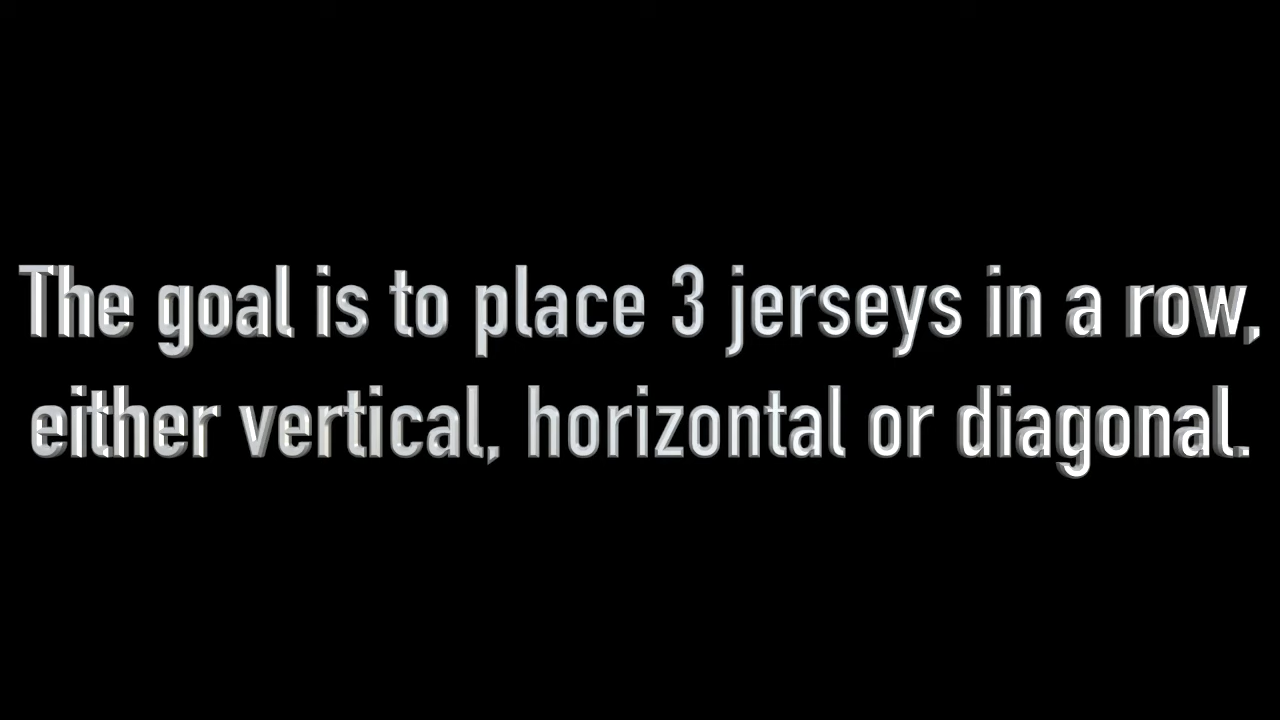 The goal is to place 3 jerseys in a row,
either vertical, horizontal or diagonal.